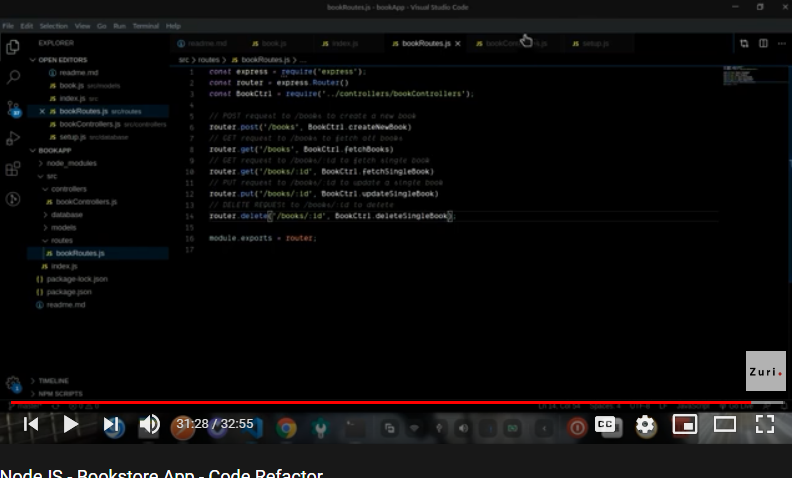 bookRoutes.js - bookApp - Visual Studio Code
File Edit Selection View Go Run Terminal Help
EXPLORER
readme.md book.js index.js bookRoutes.js × bookControllers.js setup.js
OPEN EDITORS
src > routes > JS bookRoutes.js > ...
readme.md
JS book.js src/models
JS index.js src
× JS bookRoutes.js src/routes
JS bookControllers.js src/controllers
JS setup.js src/database
BOOKAPP
> node_modules
src
controllers
JS bookControllers.js
> database
> models
routes
JS bookRoutes.js
JS index.js
{} package-lock.json
{} package.json
readme.md
> TIMELINE
> NPM SCRIPTS
1 const express = require('express');
2 const router = express.Router()
3 const BookCtrl = require('../controllers/bookControllers');
4
5 // POST request to /books to create a new book
6 router.post('/books', BookCtrl.createNewBook)
7 // GET request to /books to fetch all books
8 router.get('/books', BookCtrl.fetchBooks)
9 // GET request to /books/:id to fetch single book
10 router.get('/books/:id', BookCtrl.fetchSingleBook)
11 // PUT request to /books/:id to update a single book
12 router.put('/books/:id', BookCtrl.updateSingleBook)
13 // DELETE REQUEST to /books/:id to delete
14 router.delete('/books/:id', BookCtrl.deleteSingleBook);
15
16 module.exports = router;
17
Zuri.
31:28 / 32:55
CC
Node JS - Bookstore App - Code Refactor